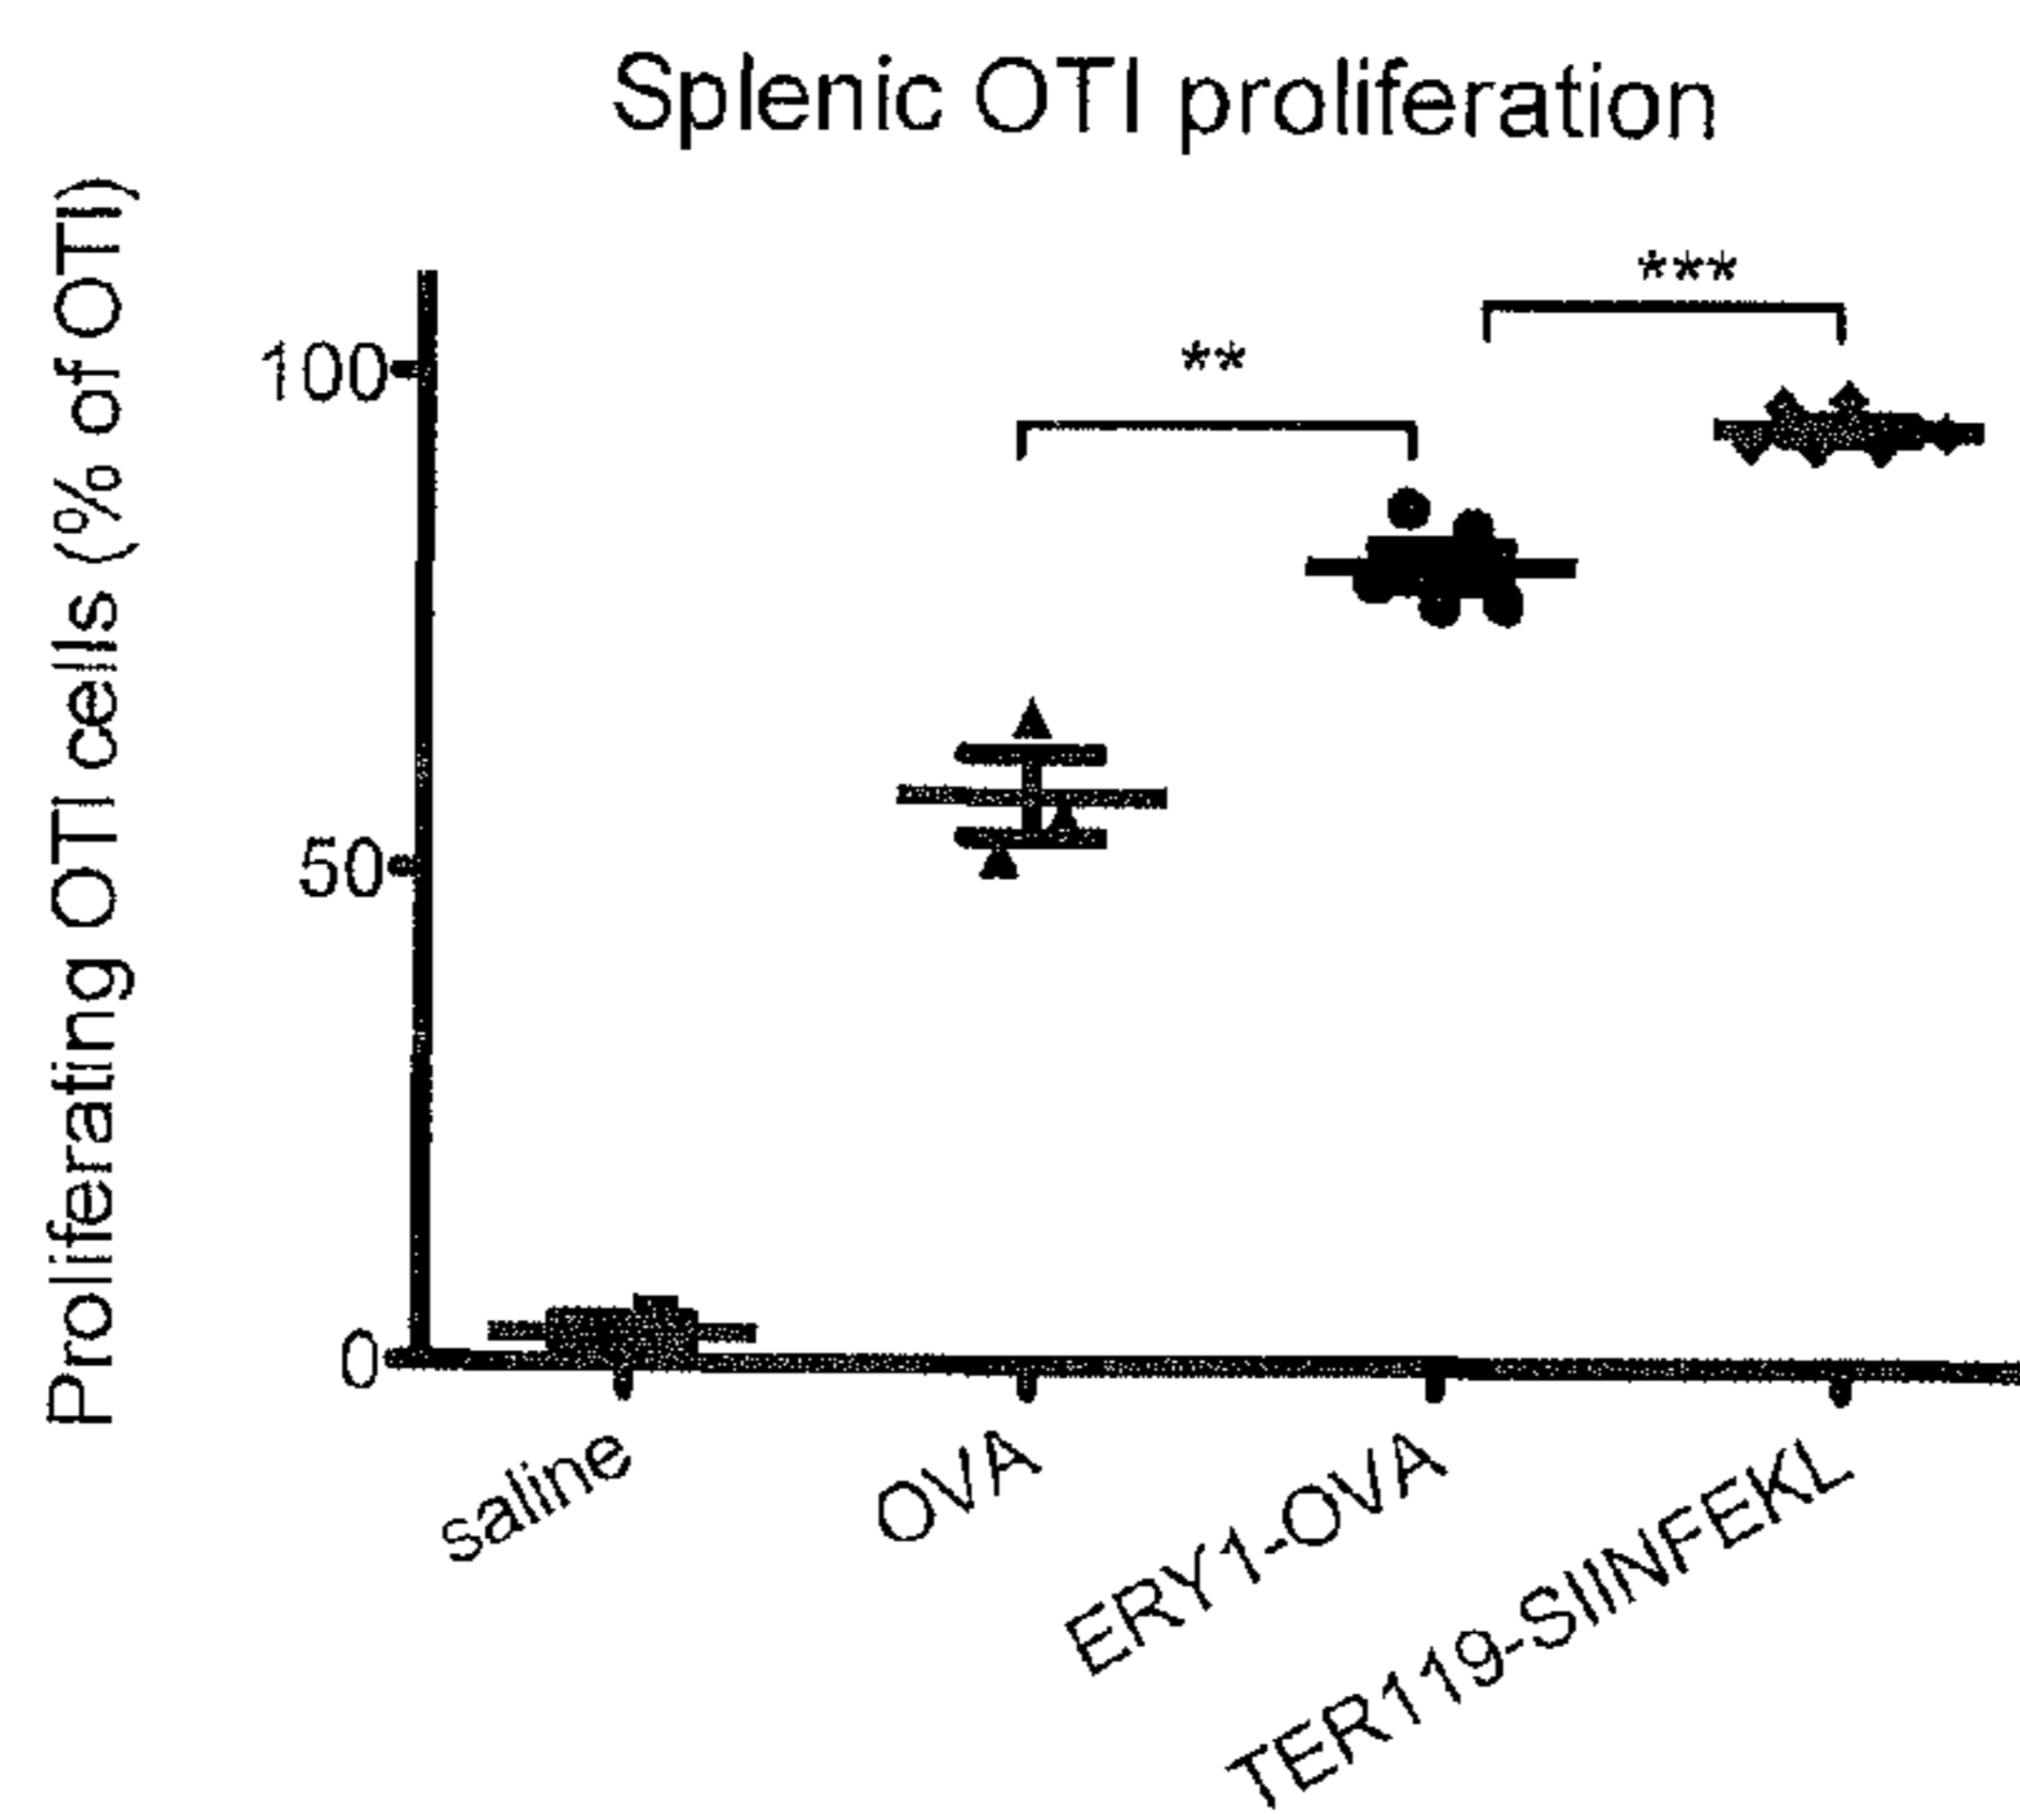 Splenic OTI proliferation
Proliferating OTI cells (% of OTI)
***
**
100
50
0
saline
OVA
ERY1-OVA
TER119-SIINFEKL